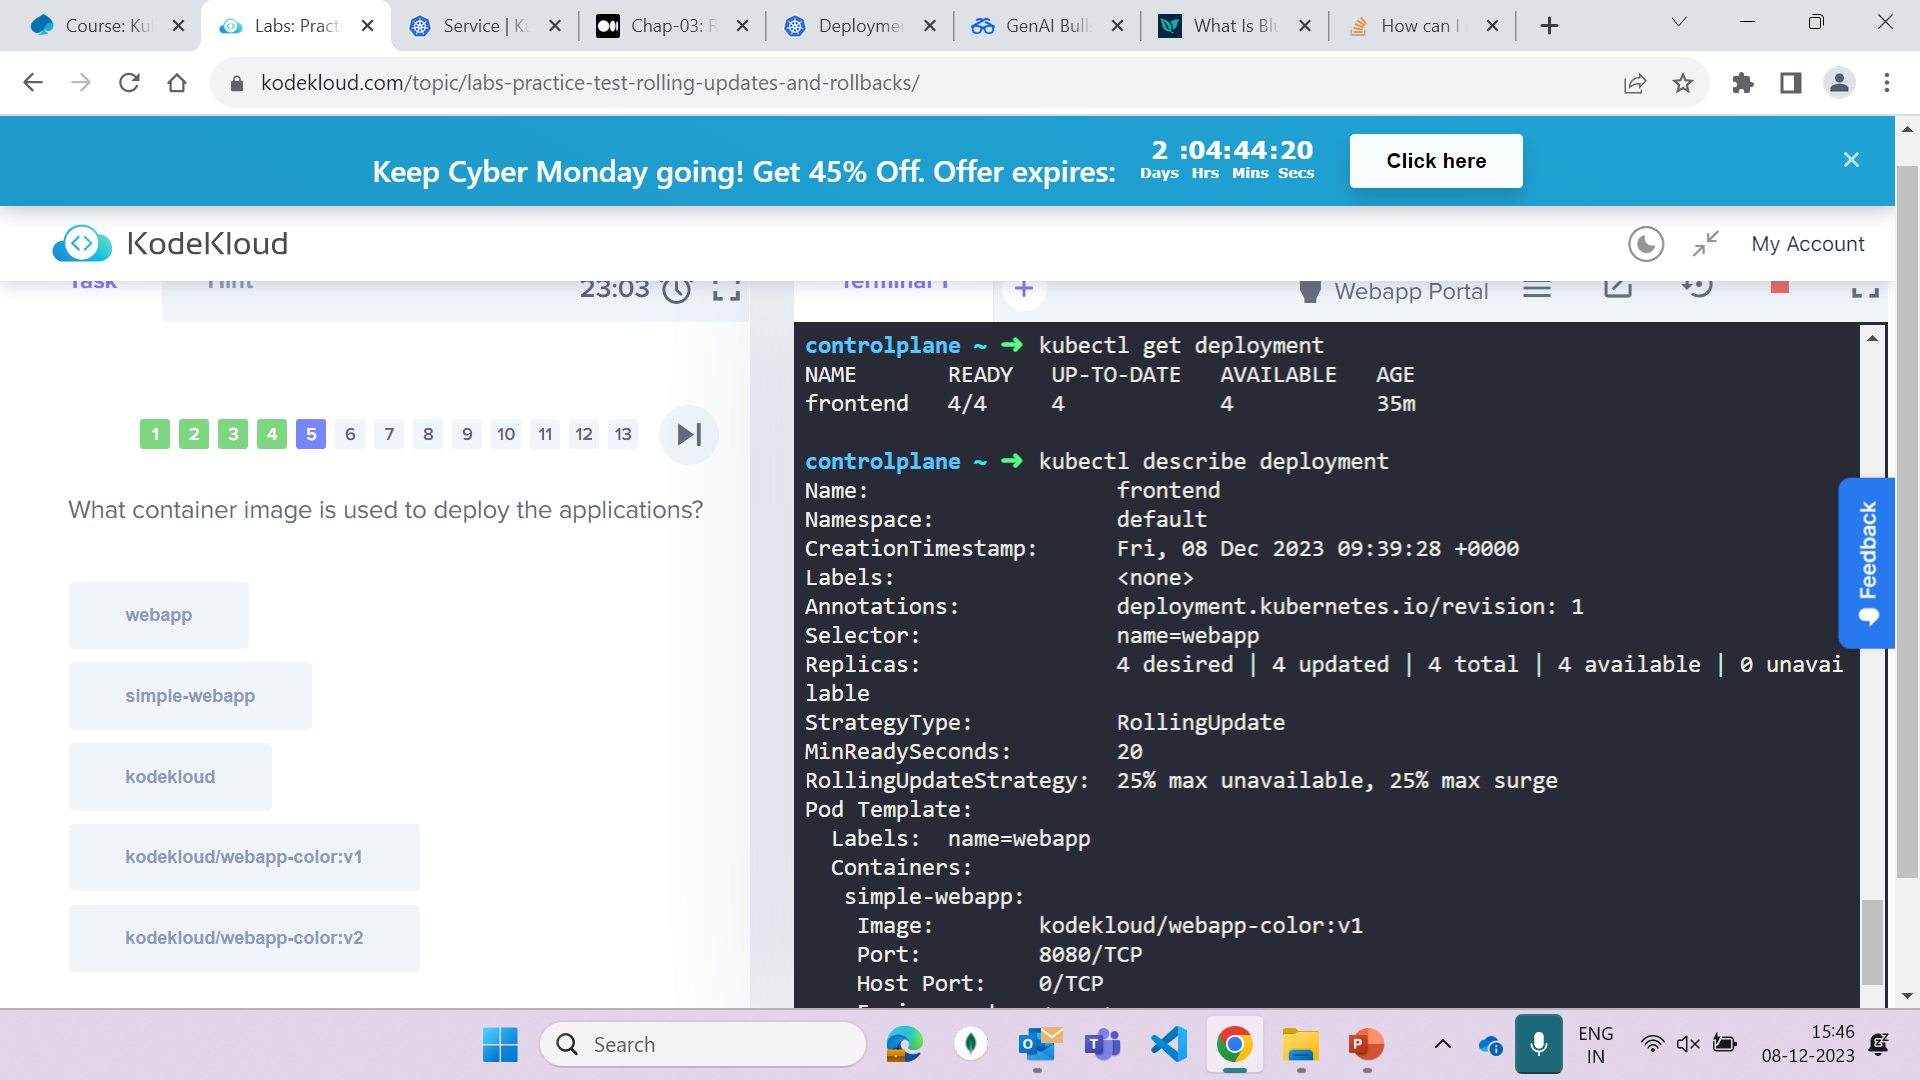 Course: Ku
Labs: Practi
Service | Ku
Chap-03: R
Deploymen
GenAI Bulls
What Is Blu
How can I
kodekloud.com/topic/labs-practice-test-rolling-updates-and-rollbacks/
Keep Cyber Monday going! Get 45% Off. Offer expires:
2 :04:44:20
Days Hrs Mins Secs
Click here
KodeKloud
My Account
Task
Hint
23:03
Terminal 1
+
Webapp Portal
1 2 3 4 5 6 7 8 9 10 11 12 13
What container image is used to deploy the applications?
webapp
simple-webapp
kodekloud
kodekloud/webapp-color:v1
kodekloud/webapp-color:v2
controlplane ~ ➜ kubectl get deployment
NAME READY UP-TO-DATE AVAILABLE AGE
frontend 4/4 4 4 35m
controlplane ~ ➜ kubectl describe deployment
Name: frontend
Namespace: default
CreationTimestamp: Fri, 08 Dec 2023 09:39:28 +0000
Labels: <none>
Annotations: deployment.kubernetes.io/revision: 1
Selector: name=webapp
Replicas: 4 desired | 4 updated | 4 total | 4 available | 0 unavai
lable
StrategyType: RollingUpdate
MinReadySeconds: 20
RollingUpdateStrategy: 25% max unavailable, 25% max surge
Pod Template:
Labels: name=webapp
Containers:
simple-webapp:
Image: kodekloud/webapp-color:v1
Port: 8080/TCP
Host Port: 0/TCP
Feedback
Search
ENG
IN
15:46
08-12-2023